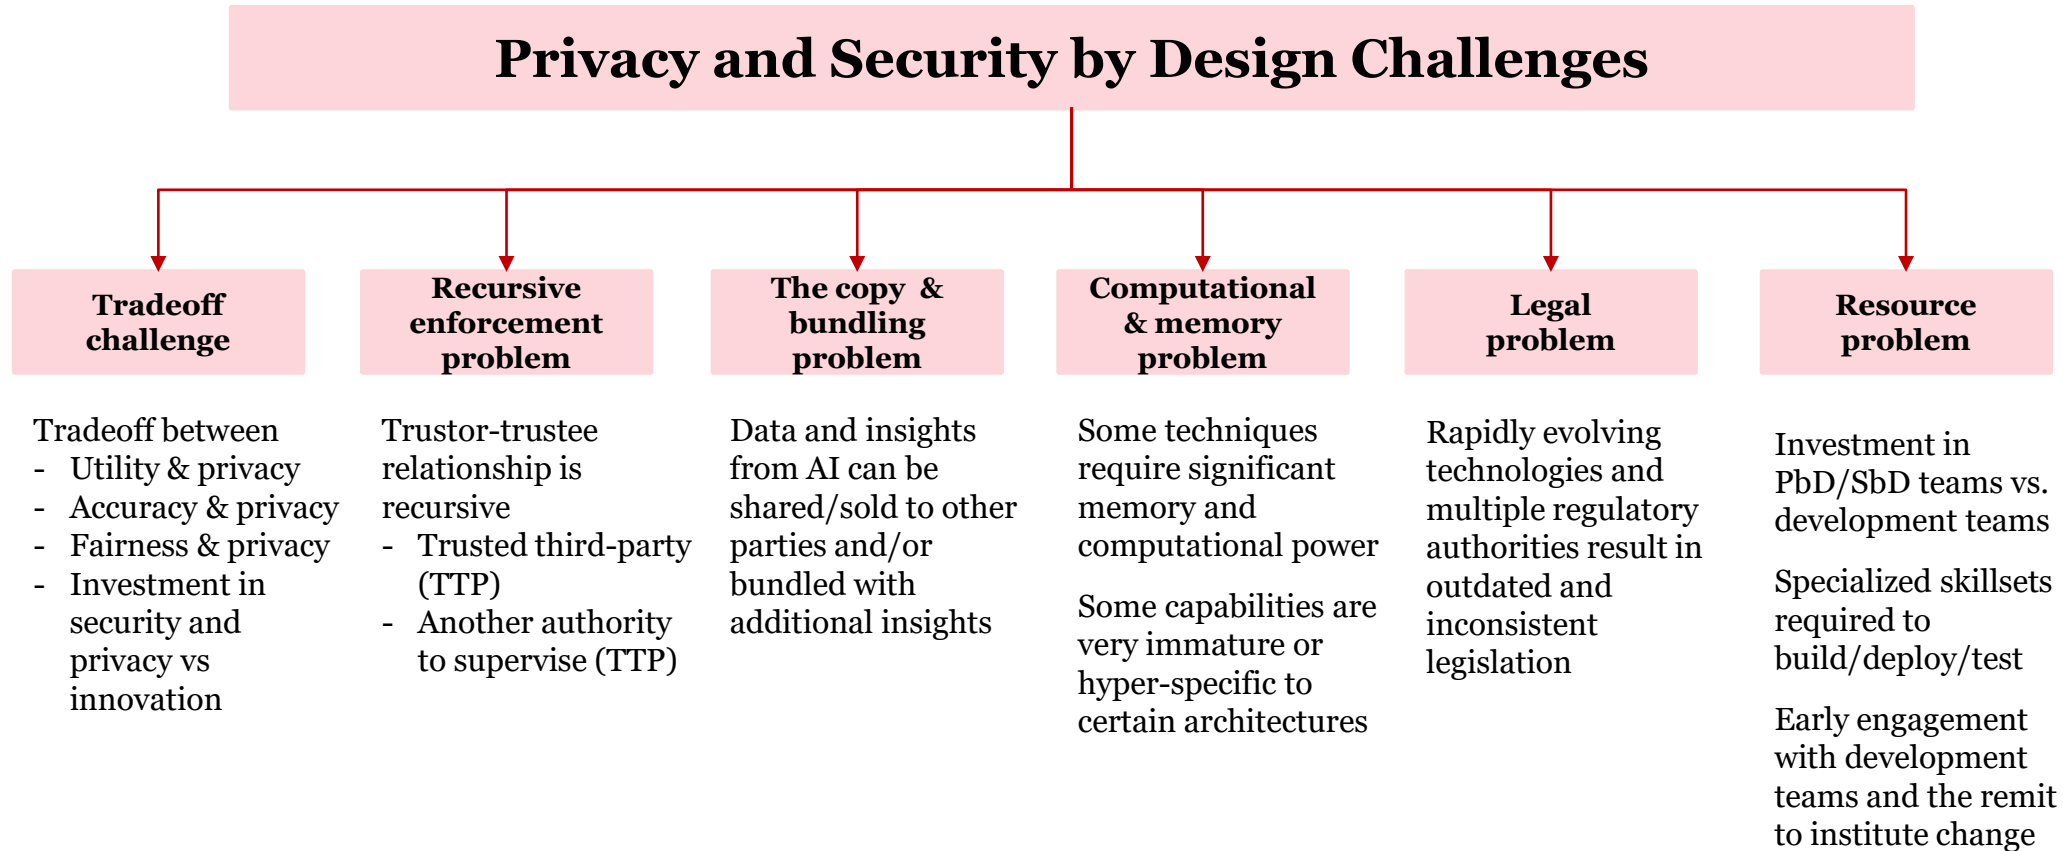 Privacy and Security by Design Challenges
Tradeoff
challenge
Tradeoff between
- Utility & privacy
- Accuracy & privacy
- Fairness & privacy
- Investment in
security and
privacy vs
innovation
Recursive
enforcement
problem
Trustor-trustee
relationship is
recursive
- Trusted third-party
(TTP)
- Another authority
to supervise (TTP)
The copy &
bundling
problem
Data and insights
from AI can be
shared/sold to other
parties and/or
bundled with
additional insights
Computational
& memory
problem
Some techniques
require significant
memory and
computational power
Some capabilities are
very immature or
hyper-specific to
certain architectures
Legal
problem
Rapidly evolving
technologies and
multiple regulatory
authorities result in
outdated and
inconsistent
legislation
Resource
problem
Investment in
PbD/SbD teams vs.
development teams
Specialized skillsets
required to
build/deploy/test
Early engagement
with development
teams and the remit
to institute change